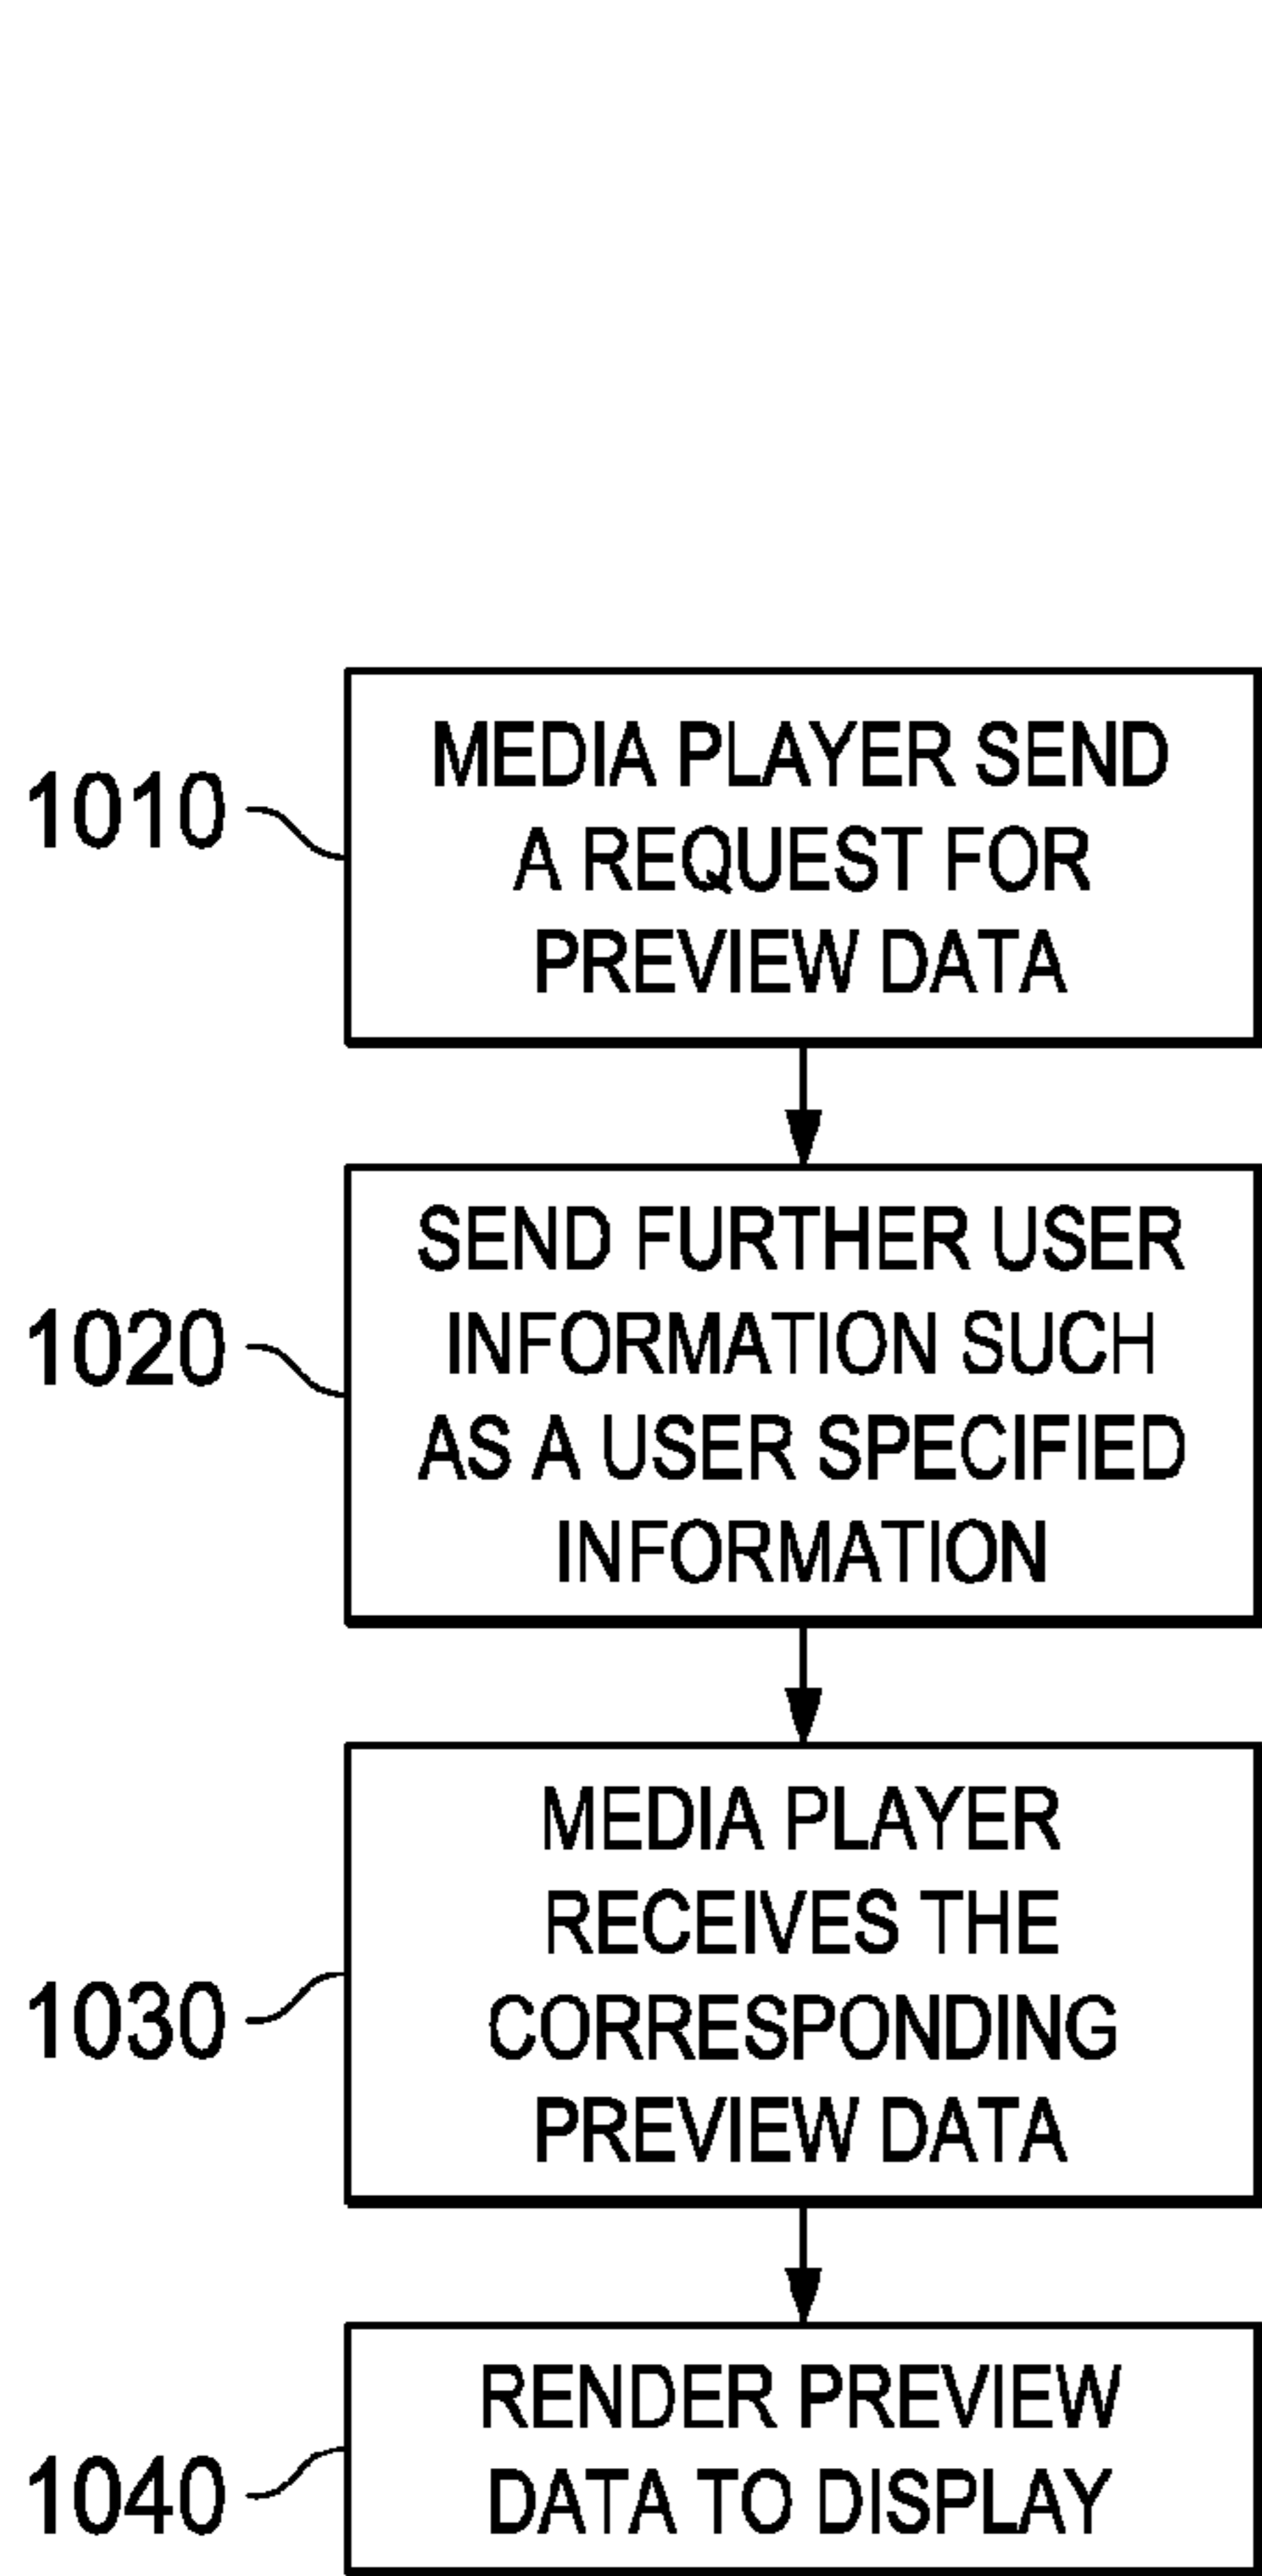 1010
MEDIA PLAYER SEND
A REQUEST FOR
PREVIEW DATA
1020
SEND FURTHER USER
INFORMATION SUCH
AS A USER SPECIFIED
INFORMATION
1030
MEDIA PLAYER
RECEIVES THE
CORRESPONDING
PREVIEW DATA
1040
RENDER PREVIEW
DATA TO DISPLAY